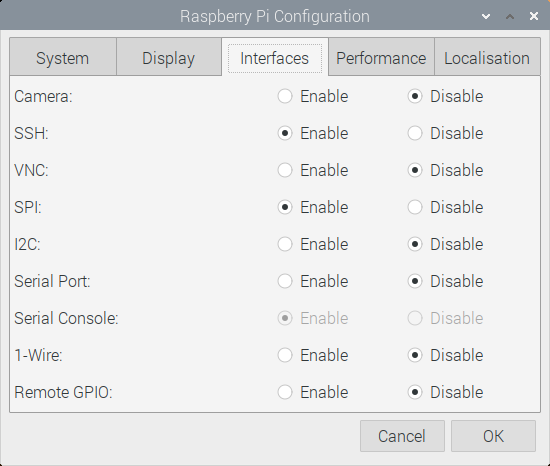 Raspberry Pi Configuration
System Display Interfaces Performance Localisation
Camera: Enable Disable
SSH: Enable Disable
VNC: Enable Disable
SPI: Enable Disable
I2C: Enable Disable
Serial Port: Enable Disable
Serial Console: Enable Disable
1-Wire: Enable Disable
Remote GPIO: Enable Disable
Cancel OK